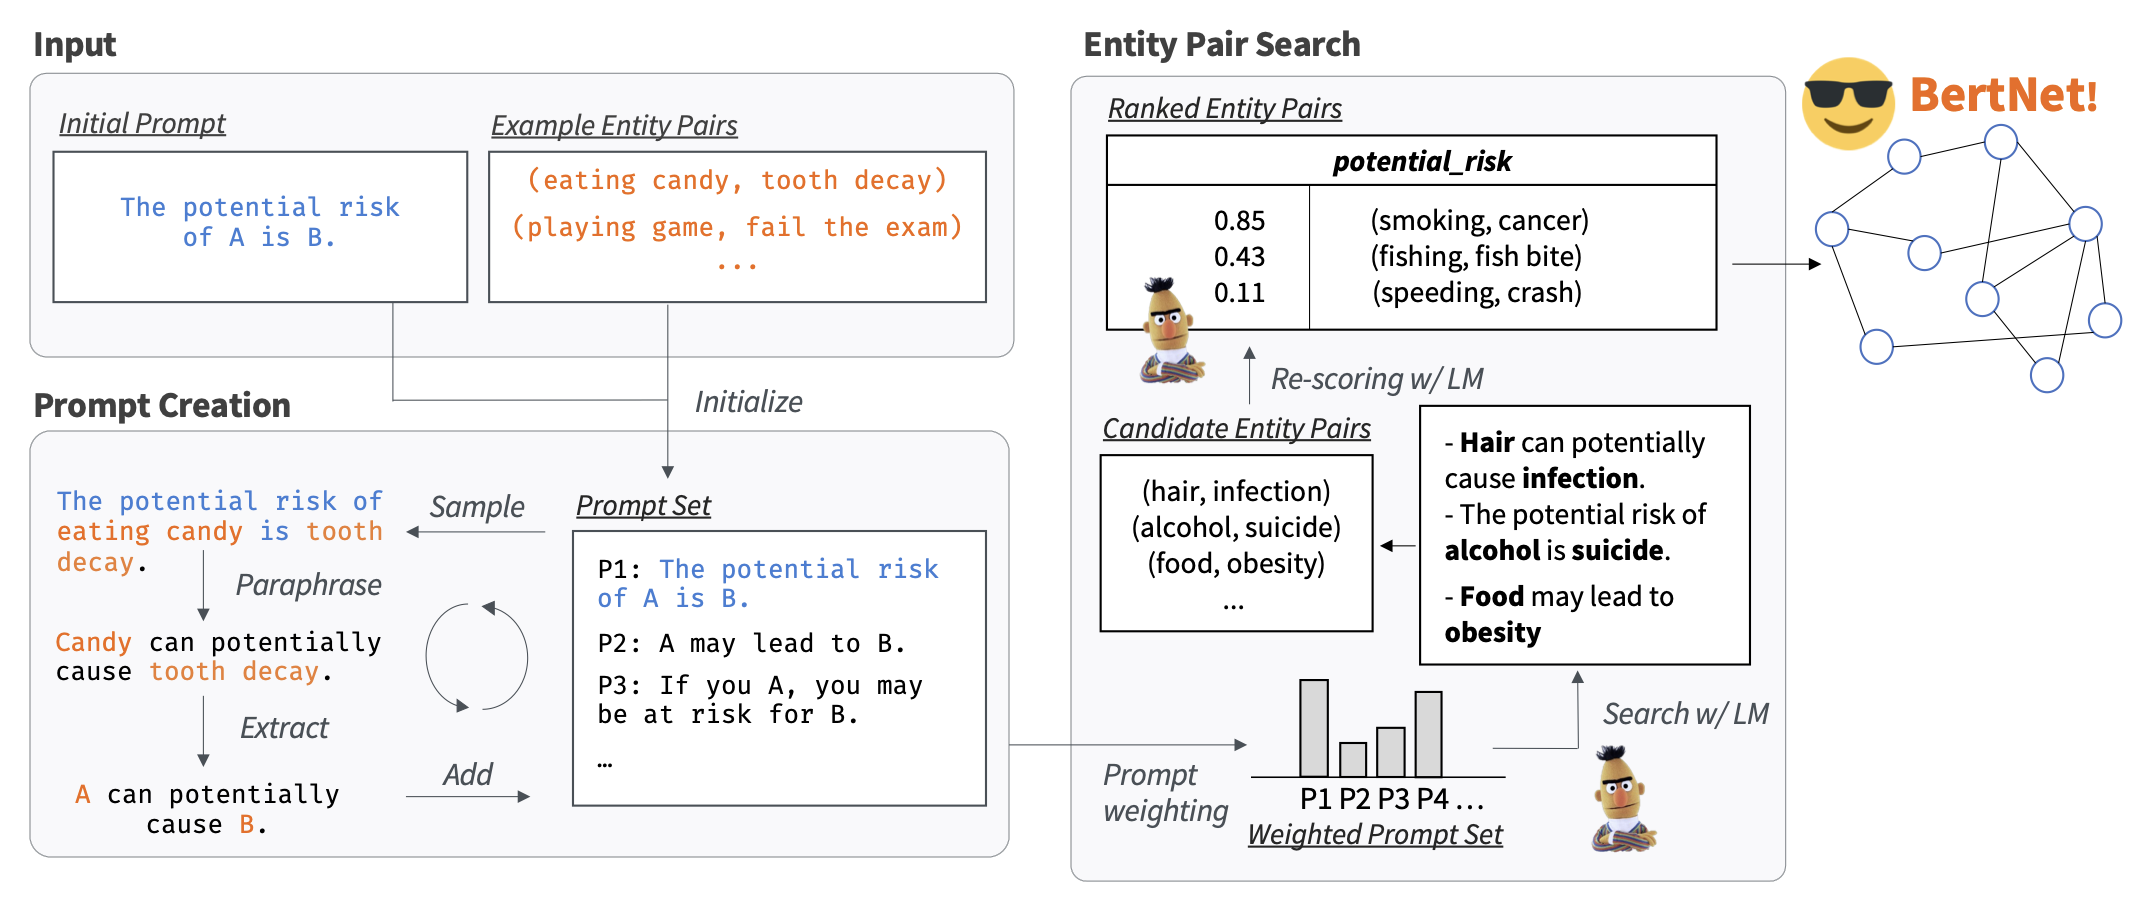 Input
Initial Prompt
The potential risk
of A is B.
Example Entity Pairs
(eating candy, tooth decay)
(playing game, fail the exam)
...
Initialize
Prompt Creation
The potential risk of
eating candy is tooth
decay.
Paraphrase
Candy can potentially
cause tooth decay.
Extract
A can potentially
cause B.
Sample
Add
Prompt Set
P1: The potential risk
of A is B.
P2: A may lead to B.
P3: If you A, you may
be at risk for B.
…
Prompt
weighting
Entity Pair Search
Ranked Entity Pairs
potential_risk
0.85 (smoking, cancer)
0.43 (fishing, fish bite)
0.11 (speeding, crash)
Re-scoring w/ LM
Candidate Entity Pairs
(hair, infection)
(alcohol, suicide)
(food, obesity)
...
- Hair can potentially
cause infection.
- The potential risk of
alcohol is suicide.
- Food may lead to
obesity
Search w/ LM
P1 P2 P3 P4 ...
Weighted Prompt Set
BertNet!